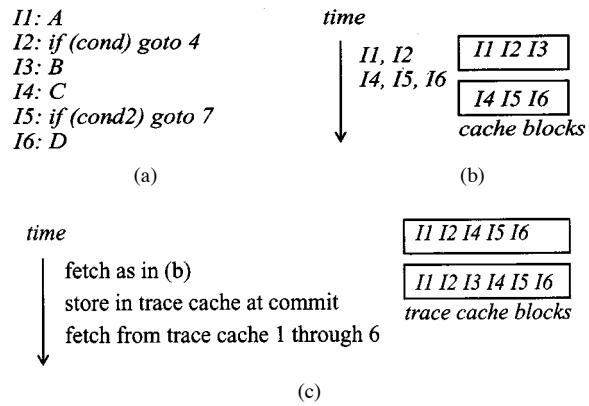 I1: A
I2: if (cond) goto 4
I3: B
I4: C
I5: if (cond2) goto 7
I6: D
(a)
time
I1, I2
I4, I5, I6
I1 I2 I3
I4 I5 I6
cache blocks
(b)
time
fetch as in (b)
store in trace cache at commit
fetch from trace cache 1 through 6
I1 I2 I4 I5 I6
I1 I2 I3 I4 I5 I6
trace cache blocks
(c)